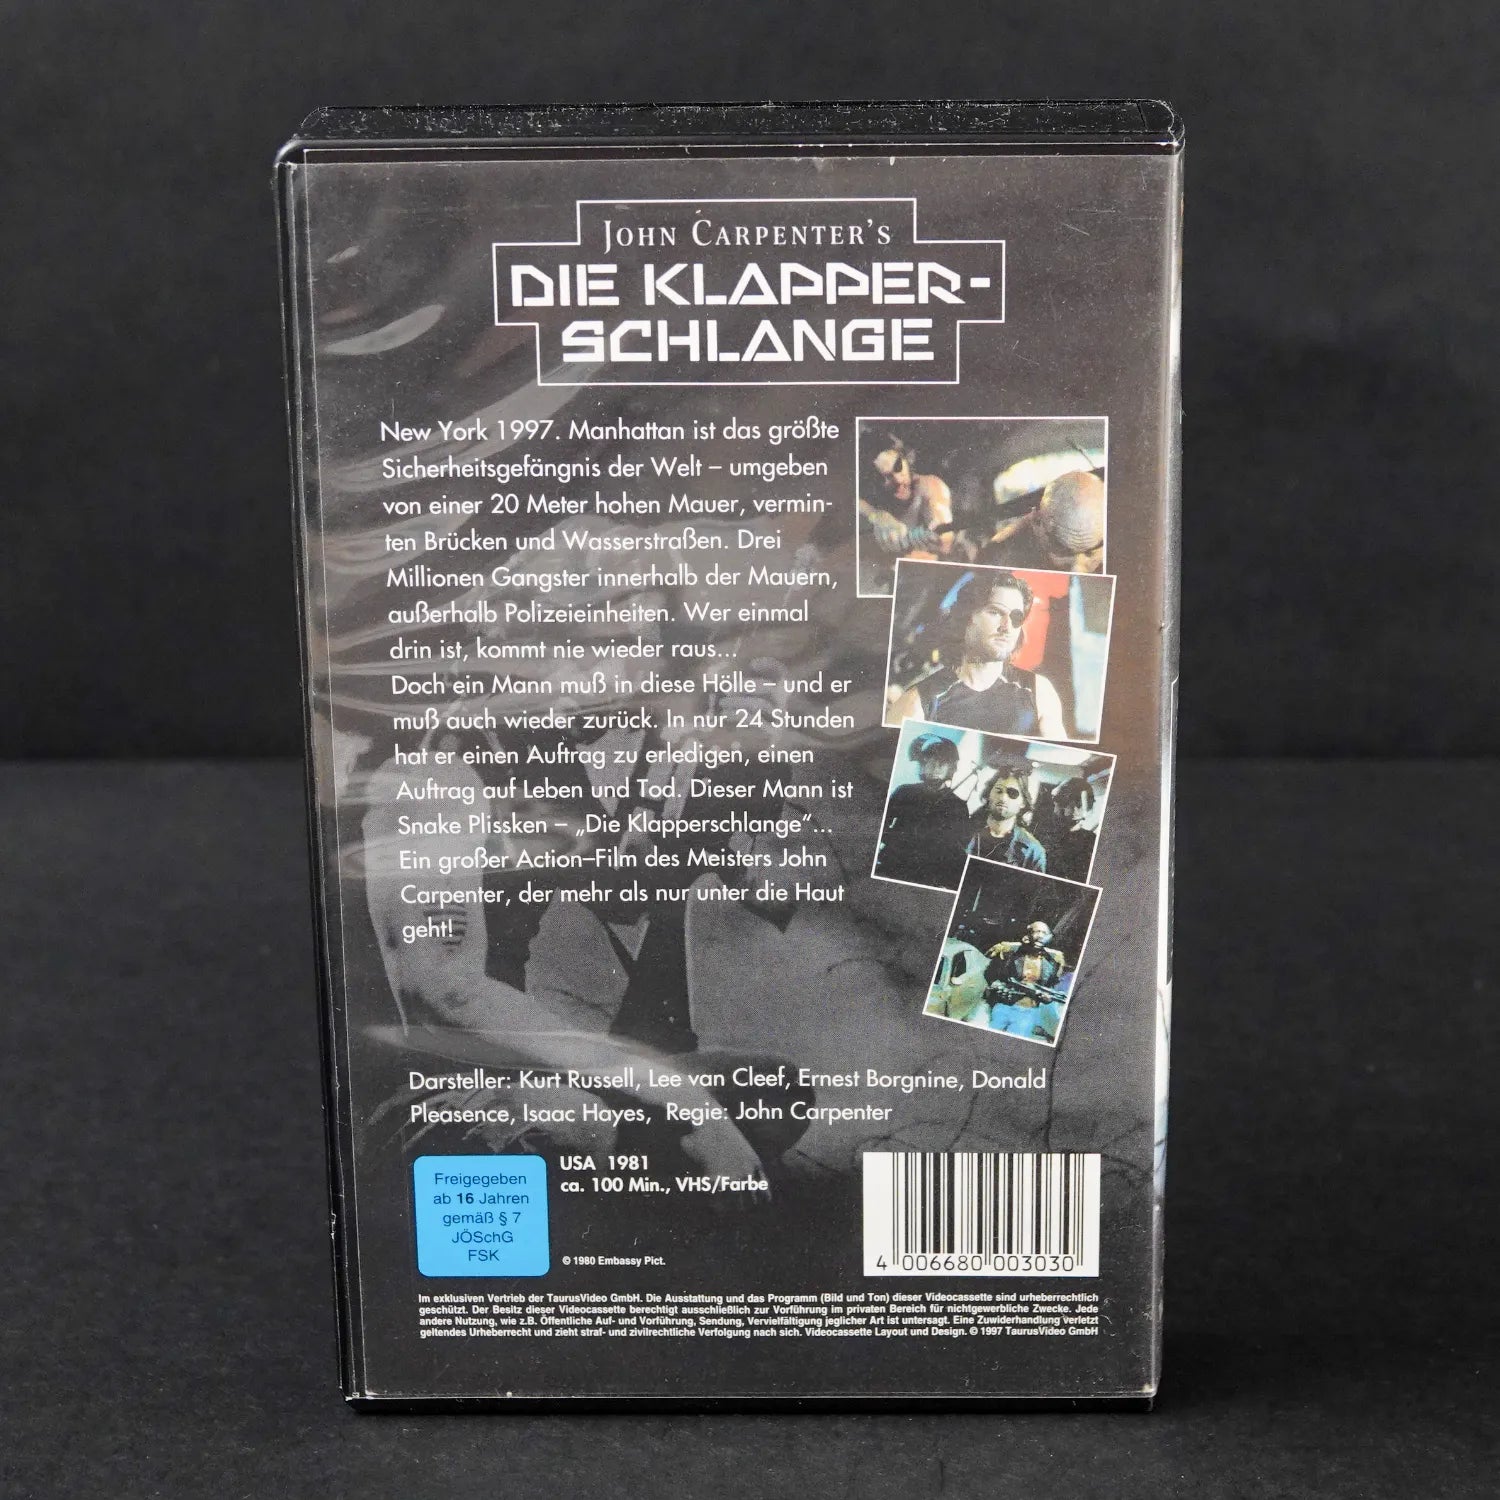 JOHN CARPENTER'S
DIE KLAPPER-
SCHLANGE
New York 1997. Manhattan ist das größte
Sicherheitsgefängnis der Welt – umgeben
von einer 20 Meter hohen Mauer, vermin-
ten Brücken und Wasserstraßen. Drei
Millionen Gangster innerhalb der Mauern,
außerhalb Polizeieinheiten. Wer einmal
drin ist, kommt nie wieder raus...
Doch ein Mann muß in diese Hölle – und er
muß auch wieder zurück. In nur 24 Stunden
hat er einen Auftrag zu erledigen, einen
Auftrag auf Leben und Tod. Dieser Mann ist
Snake Plissken – „Die Klapperschlange“...
Ein großer Action–Film des Meisters John
Carpenter, der mehr als nur unter die Haut
geht!
Darsteller: Kurt Russell, Lee van Cleef, Ernest Borgnine, Donald
Pleasence, Isaac Hayes, Regie: John Carpenter
Freigegeben
ab 16 Jahren
gemäß § 7
JÖSchG
FSK
USA 1981
ca. 100 Min., VHS/Farbe
© 1980 Embassy Pict.
4 006680 003030
Im exklusiven Vertrieb der TaurusVideo GmbH. Die Ausstattung und das Programm (Bild und Ton) dieser Videocassette sind urheberrechtlich
geschützt. Der Besitz dieser Videocassette berechtigt ausschließlich zur Vorführung im privaten Bereich für nichtgewerbliche Zwecke. Jede
andere Nutzung, wie z.B. Öffentliche Auf- und Vorführung, Sendung, Vervielfältigung jeglicher Art ist untersagt. Eine Zuwiderhandlung verletzt
geltendes Urheberrecht und zieht straf- und zivilrechtliche Verfolgung nach sich. Videocassette Layout und Design. © 1997 TaurusVideo GmbH